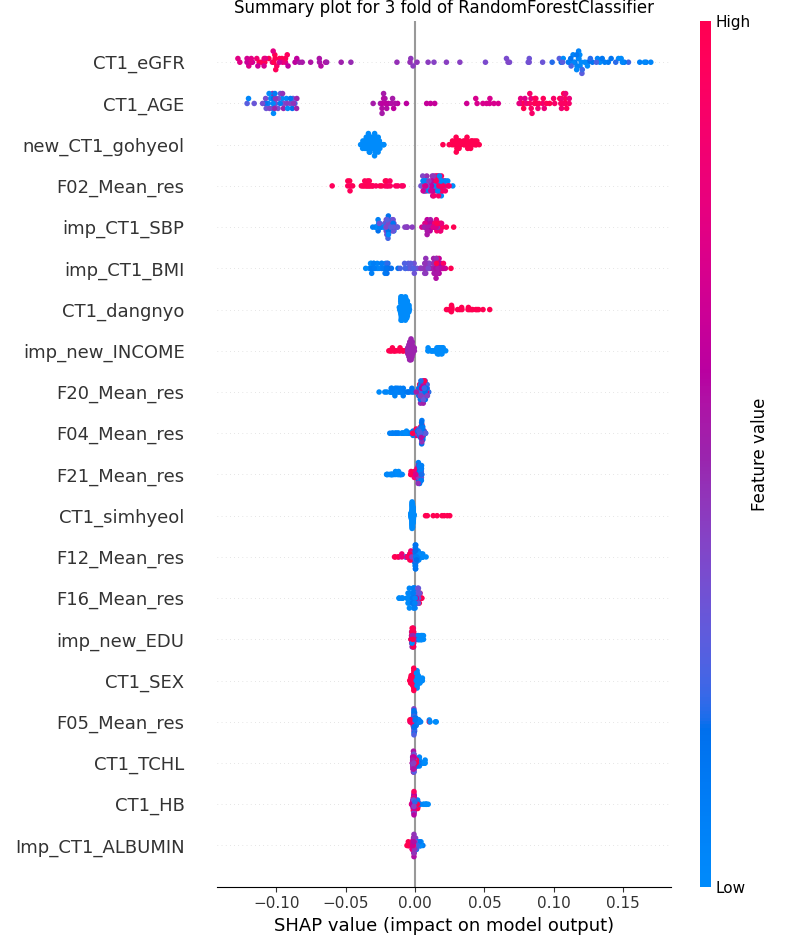 Summary plot for 3 fold of RandomForestClassifier
High
CT1_eGFR
CT1_AGE
new_CT1_gohyeol
F02_Mean_res
imp_CT1_SBP
imp_CT1_BMI
CT1_dangnyo
imp_new_INCOME
F20_Mean_res
F04_Mean_res
F21_Mean_res
CT1_simhyeol
F12_Mean_res
F16_Mean_res
imp_new_EDU
CT1_SEX
F05_Mean_res
CT1_TCHL
CT1_HB
Imp_CT1_ALBUMIN
Feature value
Low
−0.10 −0.05 0.00 0.05 0.10 0.15
SHAP value (impact on model output)